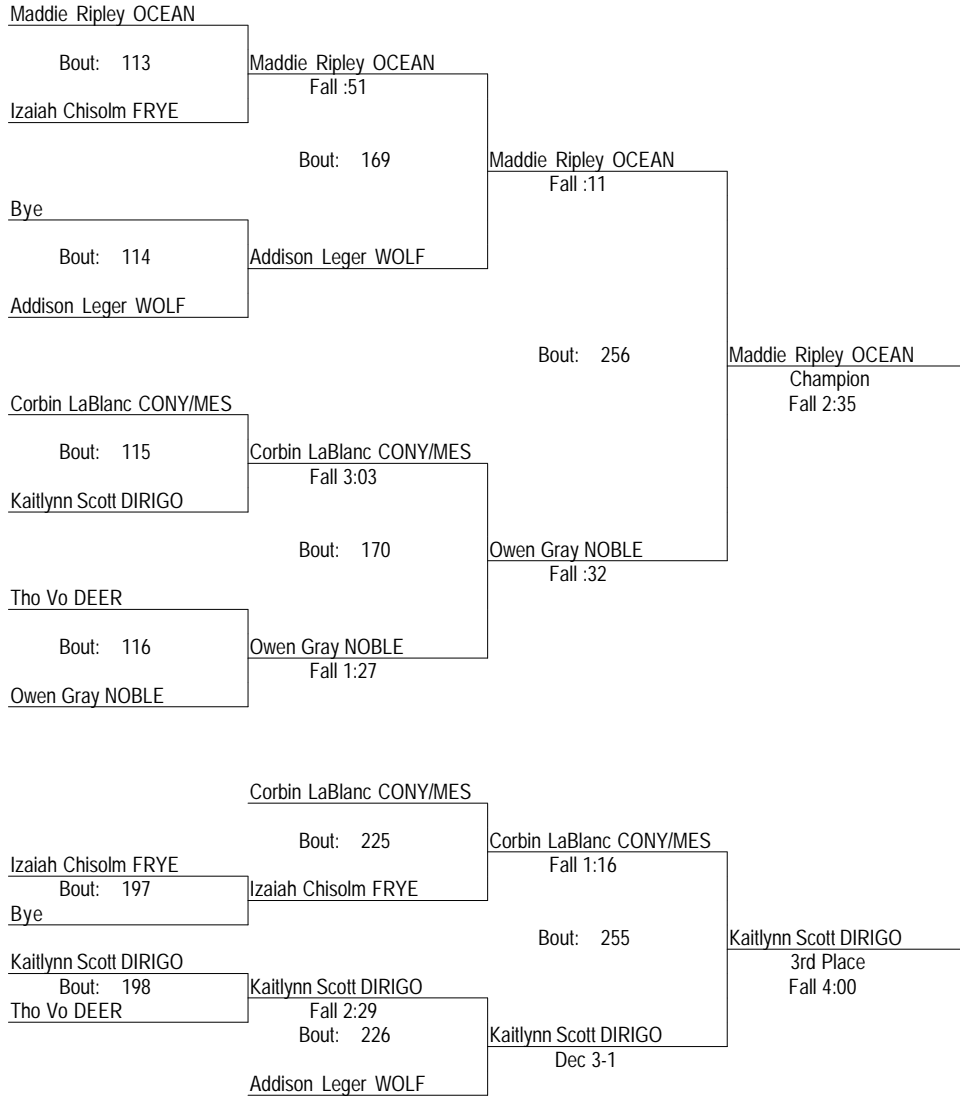 Maddie Ripley OCEAN
Bout: 113
Maddie Ripley OCEAN
Fall :51
Izaiah Chisolm FRYE
Bout: 169
Maddie Ripley OCEAN
Fall :11
Bye
Bout: 114
Addison Leger WOLF
Addison Leger WOLF
Bout: 256
Maddie Ripley OCEAN
Champion
Fall 2:35
Corbin LaBlanc CONY/MES
Bout: 115
Corbin LaBlanc CONY/MES
Fall 3:03
Kaitlynn Scott DIRIGO
Bout: 170
Owen Gray NOBLE
Fall :32
Tho Vo DEER
Bout: 116
Owen Gray NOBLE
Fall 1:27
Owen Gray NOBLE
Corbin LaBlanc CONY/MES
Bout: 225
Corbin LaBlanc CONY/MES
Fall 1:16
Izaiah Chisolm FRYE
Bout: 197
Izaiah Chisolm FRYE
Bye
Bout: 255
Kaitlynn Scott DIRIGO
3rd Place
Fall 4:00
Kaitlynn Scott DIRIGO
Bout: 198
Kaitlynn Scott DIRIGO
Fall 2:29
Tho Vo DEER
Bout: 226
Kaitlynn Scott DIRIGO
Dec 3-1
Addison Leger WOLF